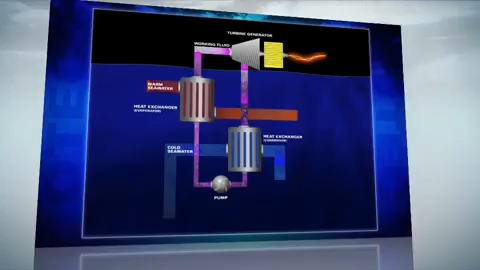 TURBINE GENERATOR
WORKING FLUID
WARM
SEAWATER
HEAT EXCHANGER
(EVAPORATOR)
HEAT EXCHANGER
(CONDENSER)
COLD
SEAWATER
PUMP